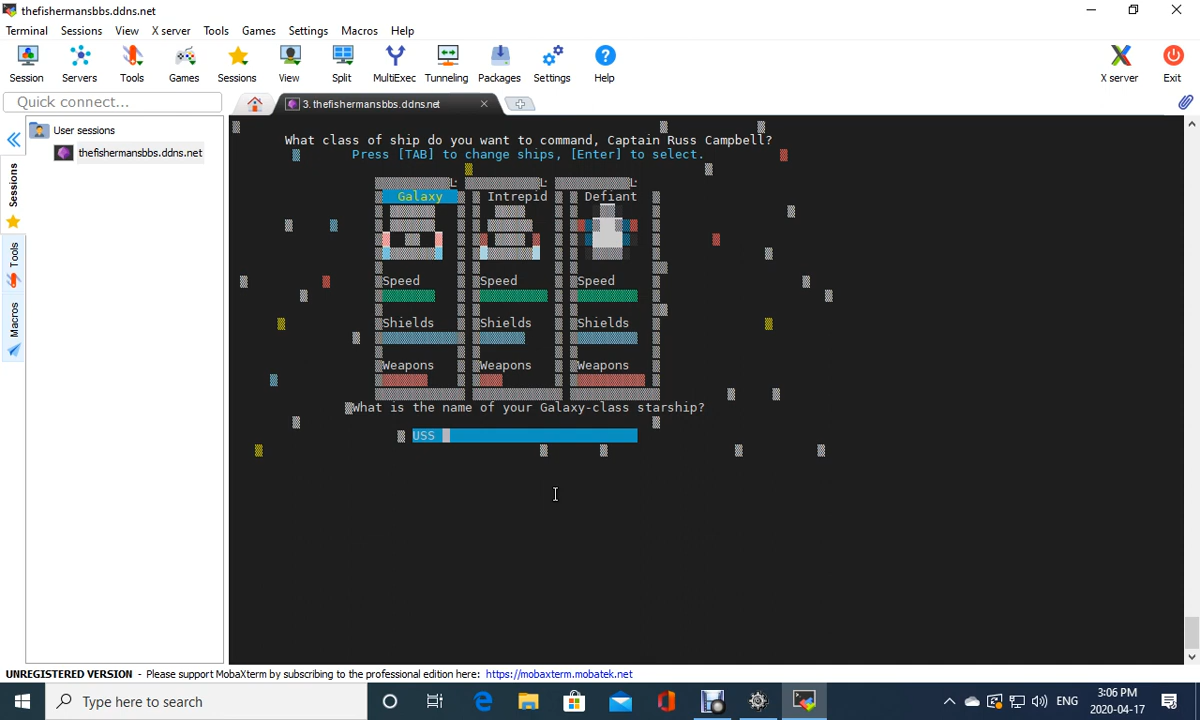 thefishermansbbs.ddns.net
Terminal Sessions View X server Tools Games Settings Macros Help
Session Servers Tools Games Sessions View Split MultiExec Tunneling Packages Settings Help X server Exit
Quick connect...
3. thefishermansbbs.ddns.net
User sessions
thefishermansbbs.ddns.net
Sessions
Tools
Macros
What class of ship do you want to command, Captain Russ Campbell?
Press [TAB] to change ships, [Enter] to select.
Galaxy Intrepid Defiant
Speed Speed Speed
Shields Shields Shields
Weapons Weapons Weapons
What is the name of your Galaxy-class starship?
USS
UNREGISTERED VERSION - Please support MobaXterm by subscribing to the professional edition here: https://mobaxterm.mobatek.net
Type here to search
ENG
3:06 PM
2020-04-17